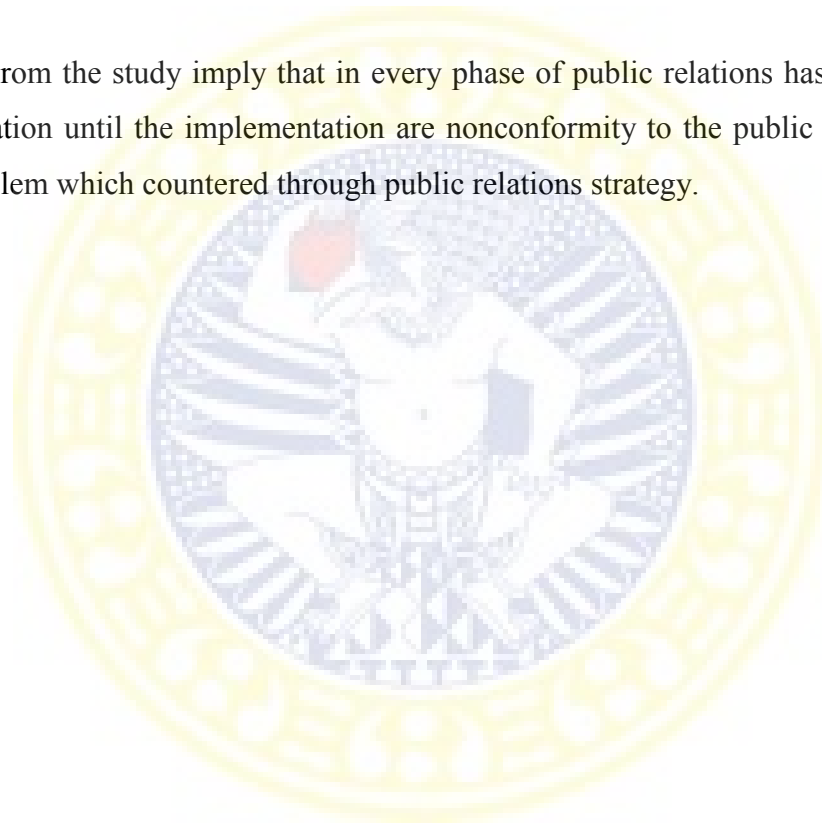 rom the study imply that in every phase of public relations has
ation until the implementation are nonconformity to the public
lem which countered through public relations strategy.